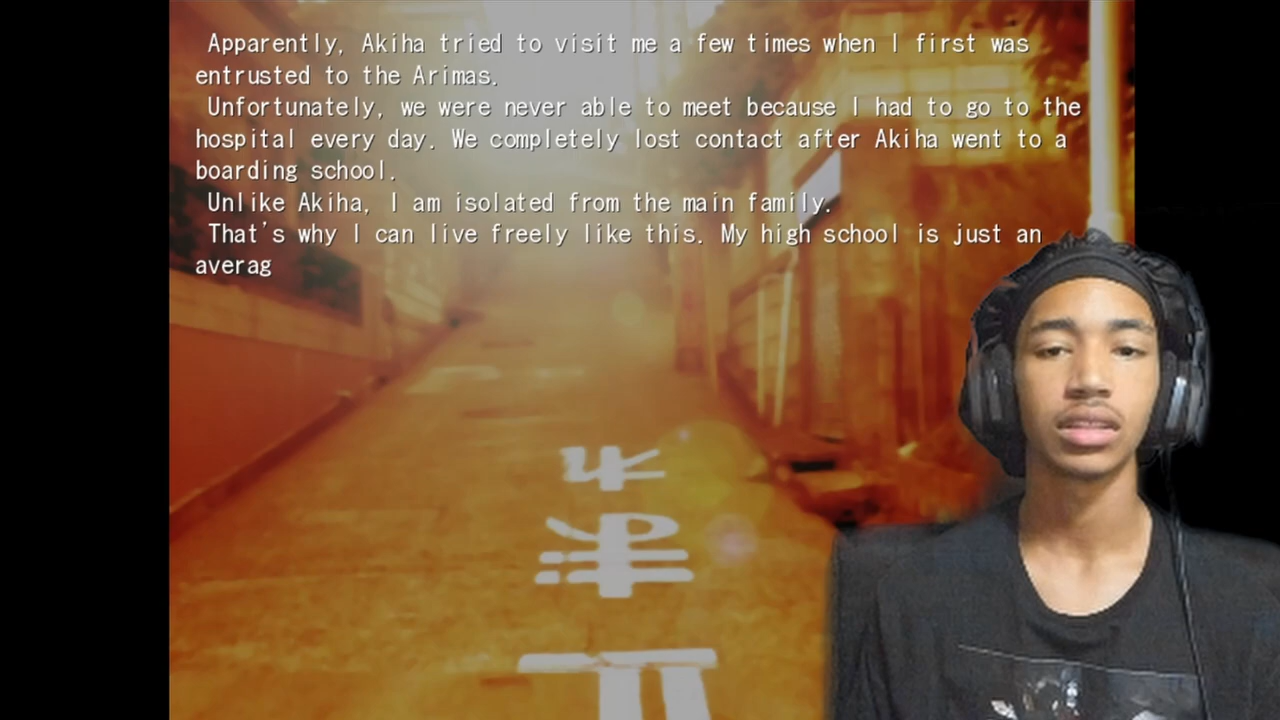 Apparently, Akiha tried to visit me a few times when I first was
entrusted to the Arimas.
Unfortunately, we were never able to meet because I had to go to the
hospital every day. We completely lost contact after Akiha went to a
boarding school.
Unlike Akiha, I am isolated from the main family.
That's why I can live freely like this. My high school is just an
averag